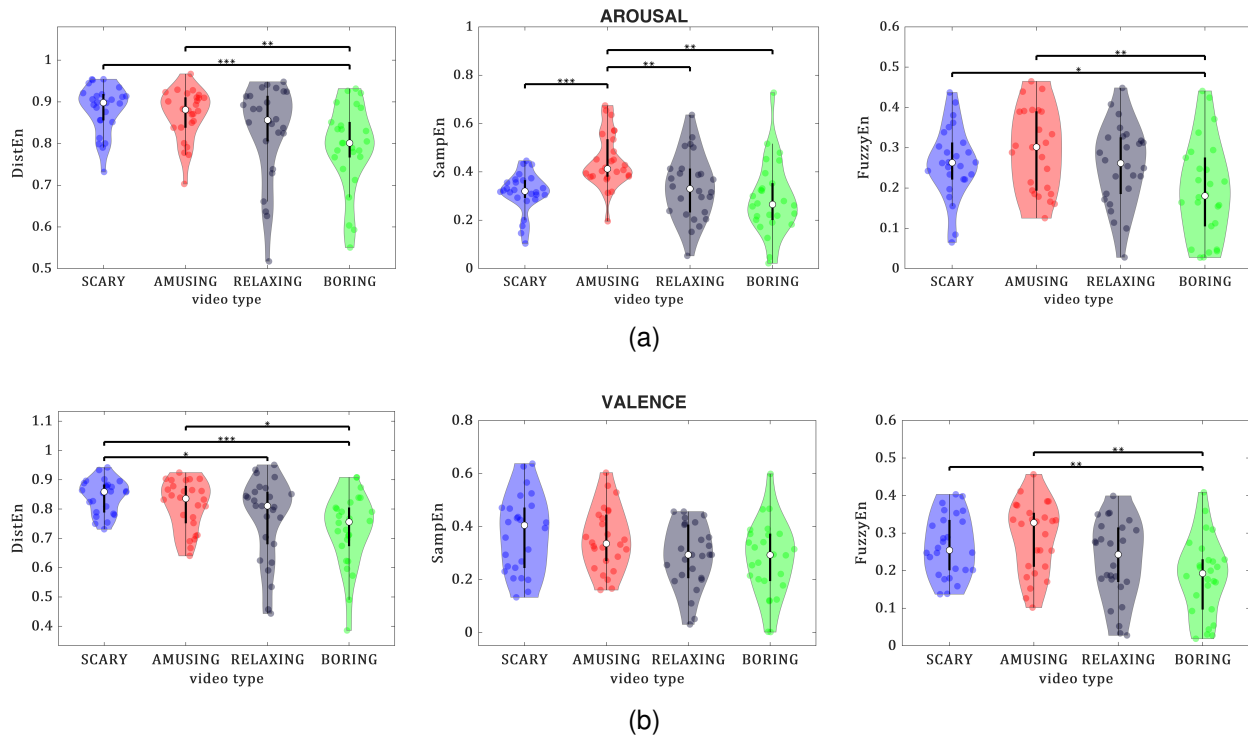 AROUSAL
DistEn
1
0.9
0.8
0.7
0.6
0.5
**
***
SCARY AMUSING RELAXING BORING
video type
SampEn
1
0.8
0.6
0.4
0.2
0
**
**
***
SCARY AMUSING RELAXING BORING
video type
FuzzyEn
0.6
0.5
0.4
0.3
0.2
0.1
0
**
*
SCARY AMUSING RELAXING BORING
video type
(a)
VALENCE
DistEn
1.1
1
0.9
0.8
0.7
0.6
0.5
0.4
*
***
*
SCARY AMUSING RELAXING BORING
video type
SampEn
0.8
0.6
0.4
0.2
0
SCARY AMUSING RELAXING BORING
video type
FuzzyEn
0.6
0.5
0.4
0.3
0.2
0.1
0
**
**
SCARY AMUSING RELAXING BORING
video type
(b)